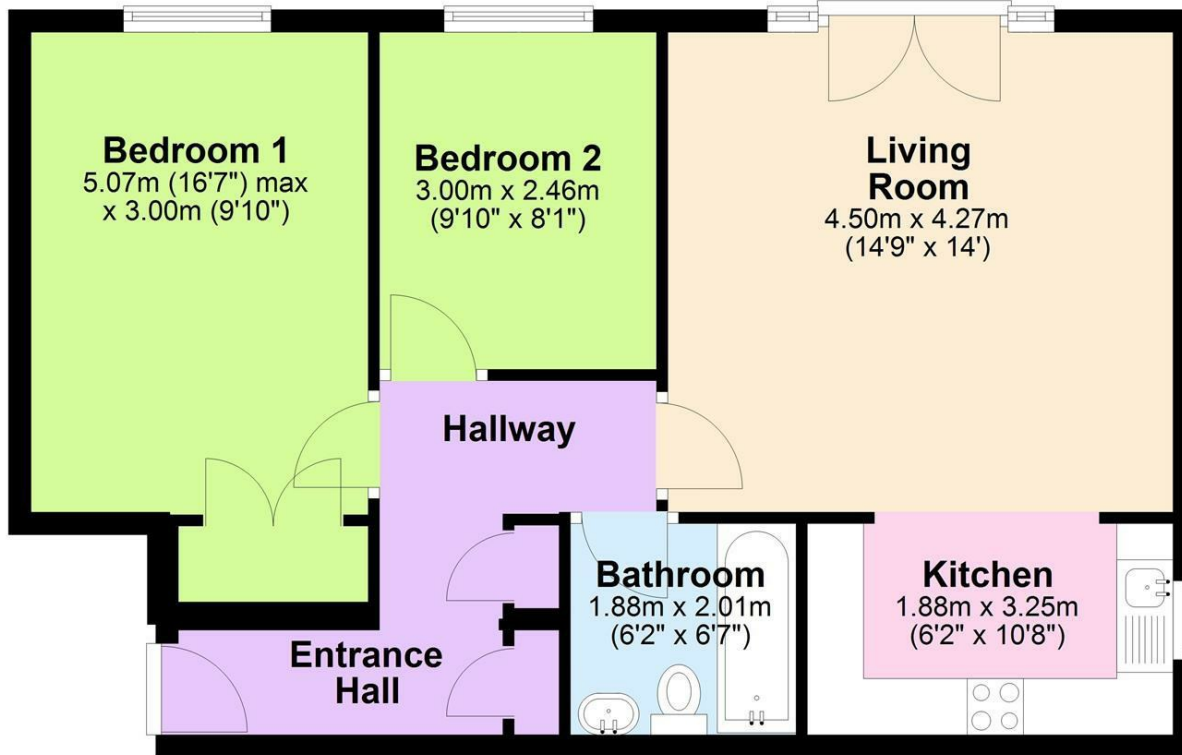 Bedroom 1
5.07m (16'7") max
x 3.00m (9'10")
Bedroom 2
3.00m x 2.46m
(9'10" x 8'1")
Living
Room
4.50m x 4.27m
(14'9" x 14')
Hallway
Bathroom
1.88m x 2.01m
(6'2" x 6'7")
Kitchen
1.88m x 3.25m
(6'2" x 10'8")
Entrance
Hall